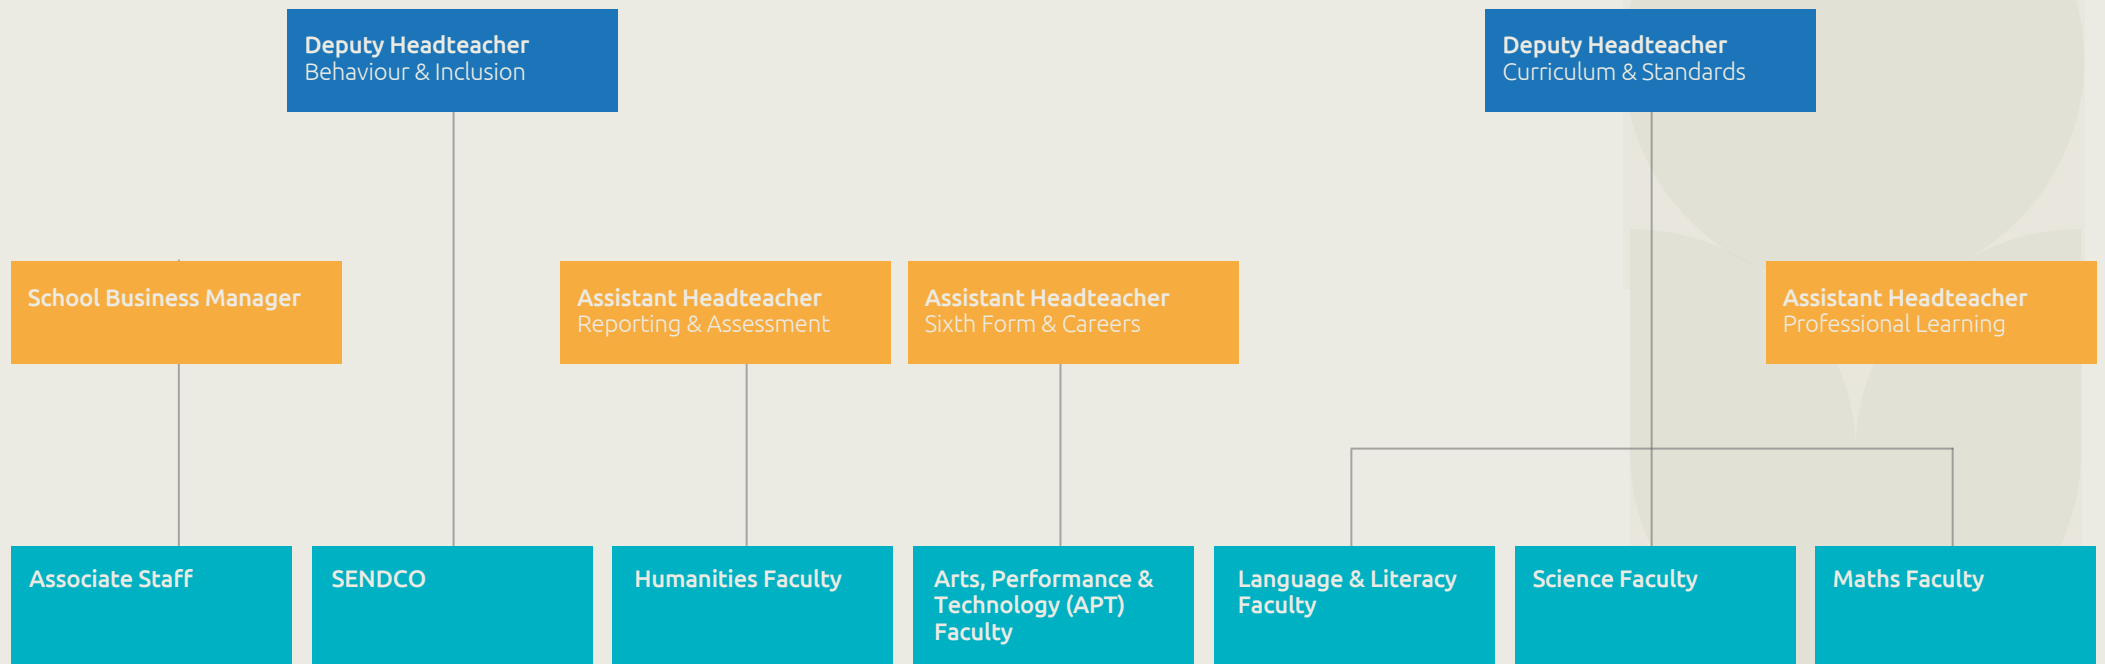 Deputy Headteacher
Behaviour & Inclusion
Deputy Headteacher
Curriculum & Standards
School Business Manager
Assistant Headteacher
Reporting & Assessment
Assistant Headteacher
Sixth Form & Careers
Assistant Headteacher
Professional Learning
Associate Staff
SENDCO
Humanities Faculty
Arts, Performance &
Technology (APT)
Faculty
Language & Literacy
Faculty
Science Faculty
Maths Faculty